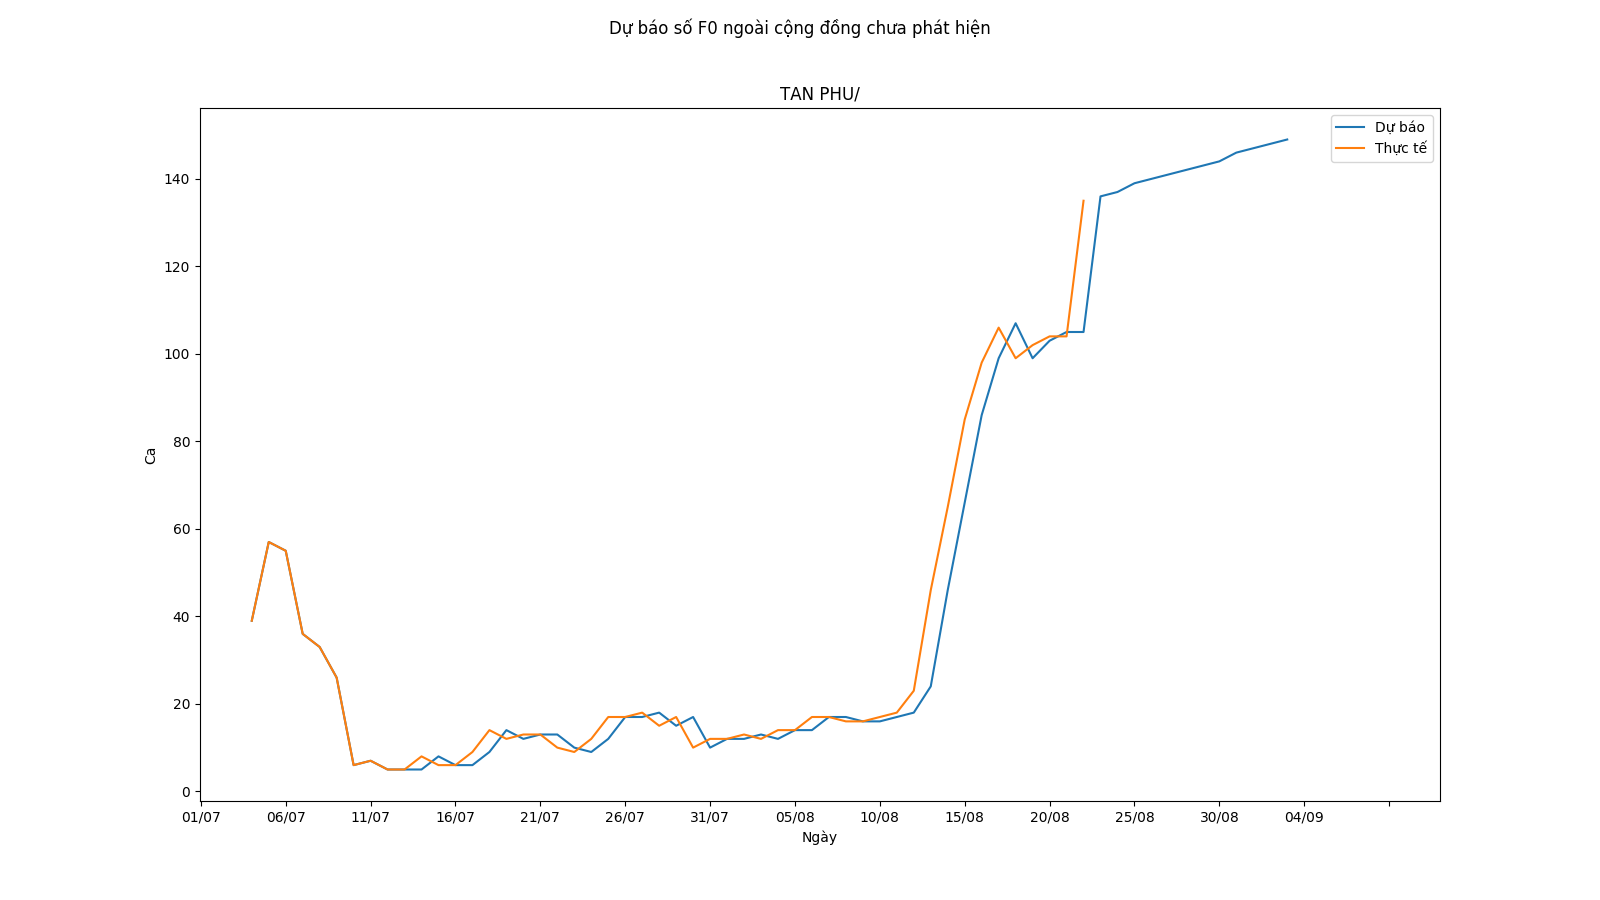 Dự báo số F0 ngoài cộng đồng chưa phát hiện
TAN PHU/
Dự báo
Thực tế
140
120
100
80
60
40
20
0
Ca
01/07 06/07 11/07 16/07 21/07 26/07 31/07 05/08 10/08 15/08 20/08 25/08 30/08 04/09
Ngày